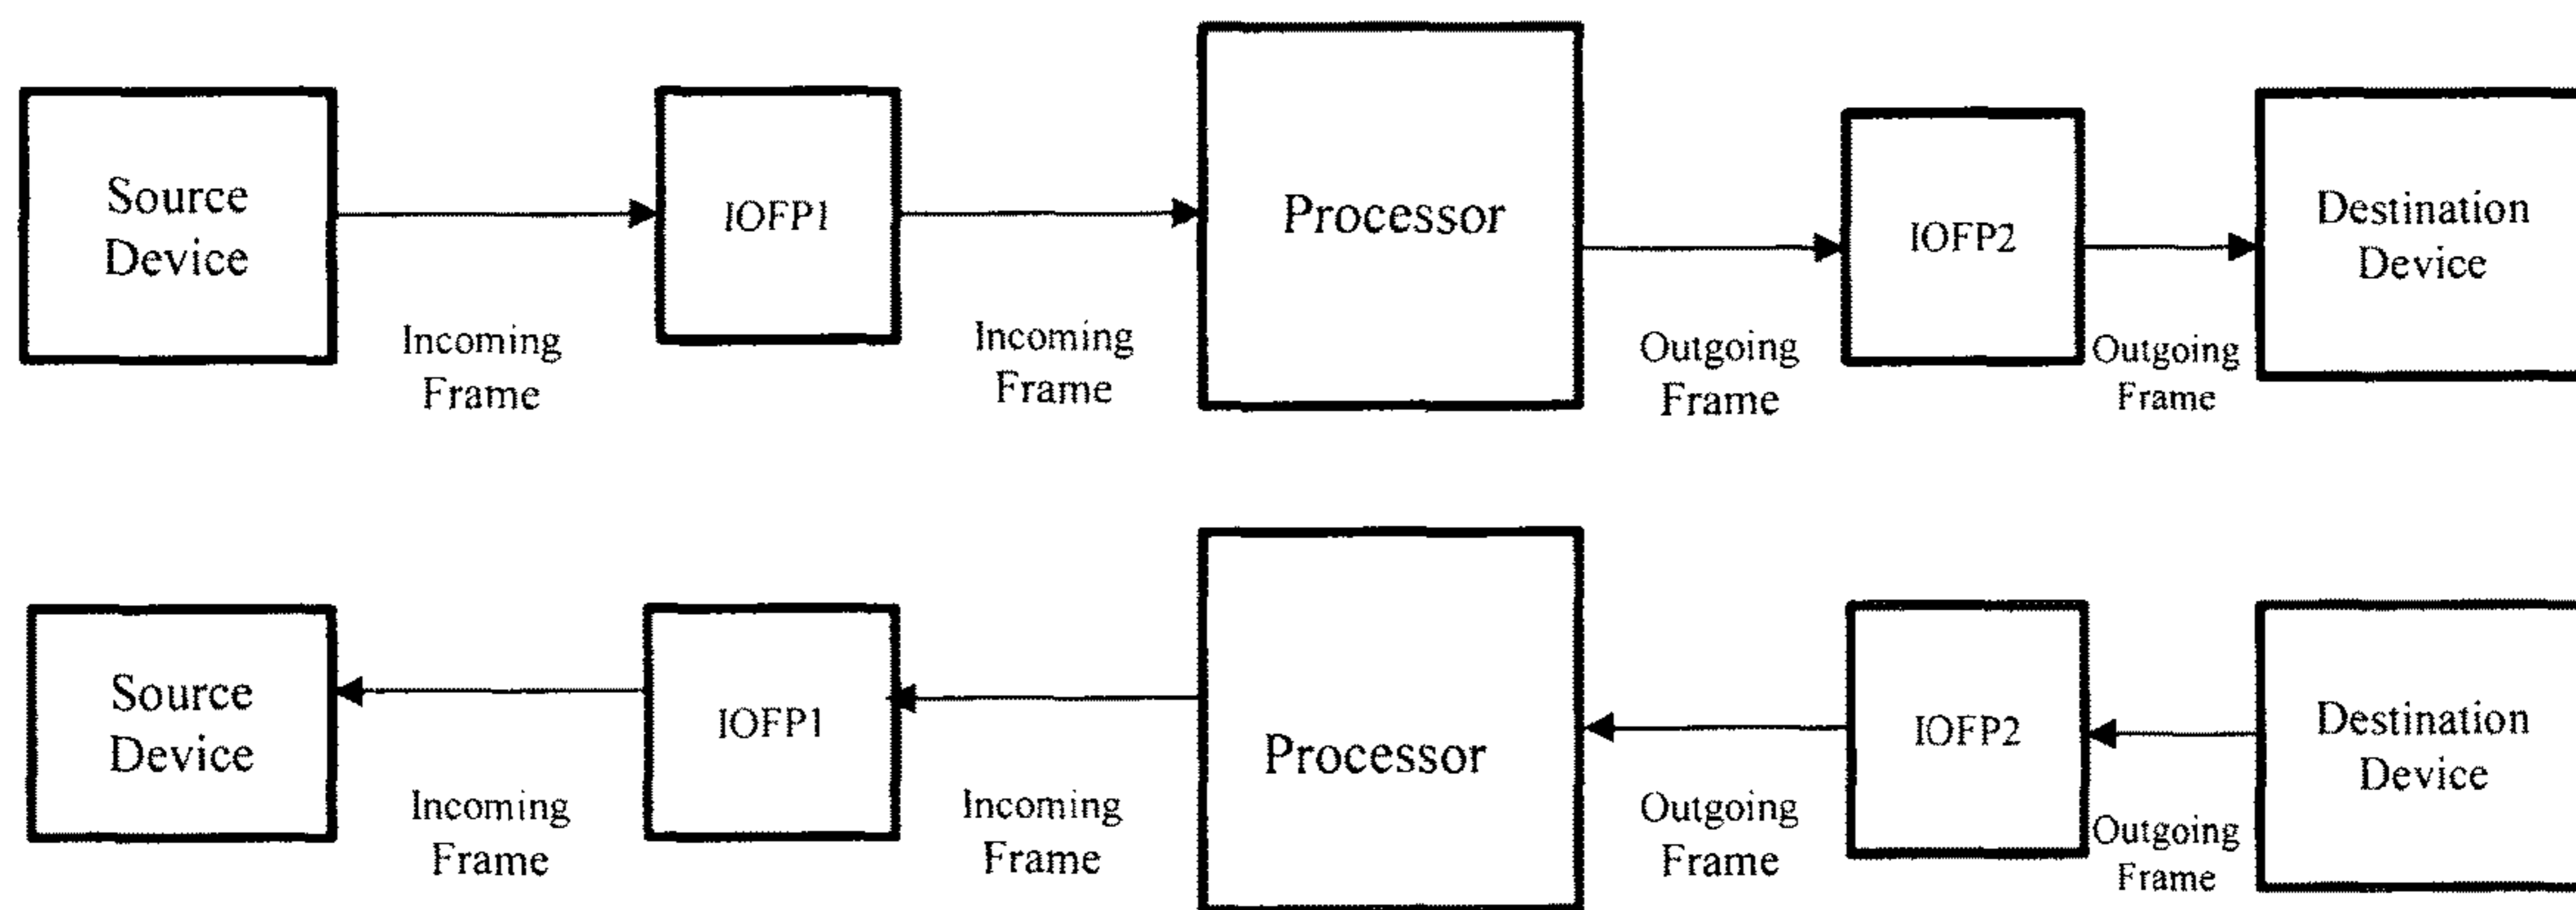 Source
Device
Incoming
Frame
IOFP1
Incoming
Frame
Processor
Outgoing
Frame
IOFP2
Outgoing
Frame
Destination
Device
Source
Device
Incoming
Frame
IOFP1
Incoming
Frame
Processor
Outgoing
Frame
IOFP2
Outgoing
Frame
Destination
Device